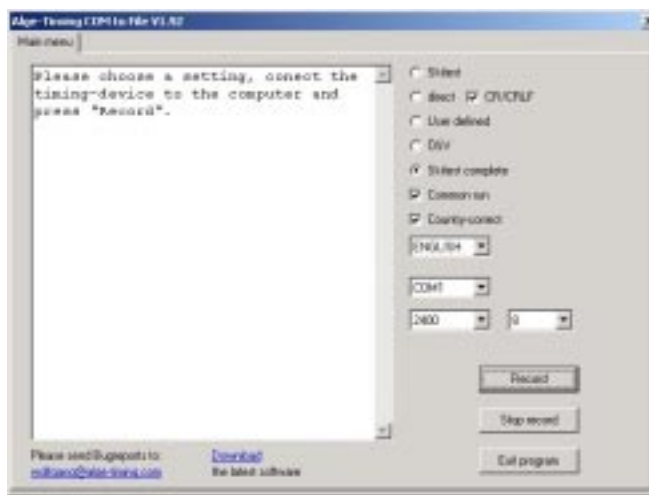 Alge-Timing COM to File V1.92
Main menu
Please choose a setting, conect the
timing-device to the computer and
press "Record".
direct CR/CRLF
User defined
DSV
complete
Common run
Country-correct
ENGLISH
COM1
2400 8
Record
Stop record
Exit program
Please send Bugreports to: Download
the latest software